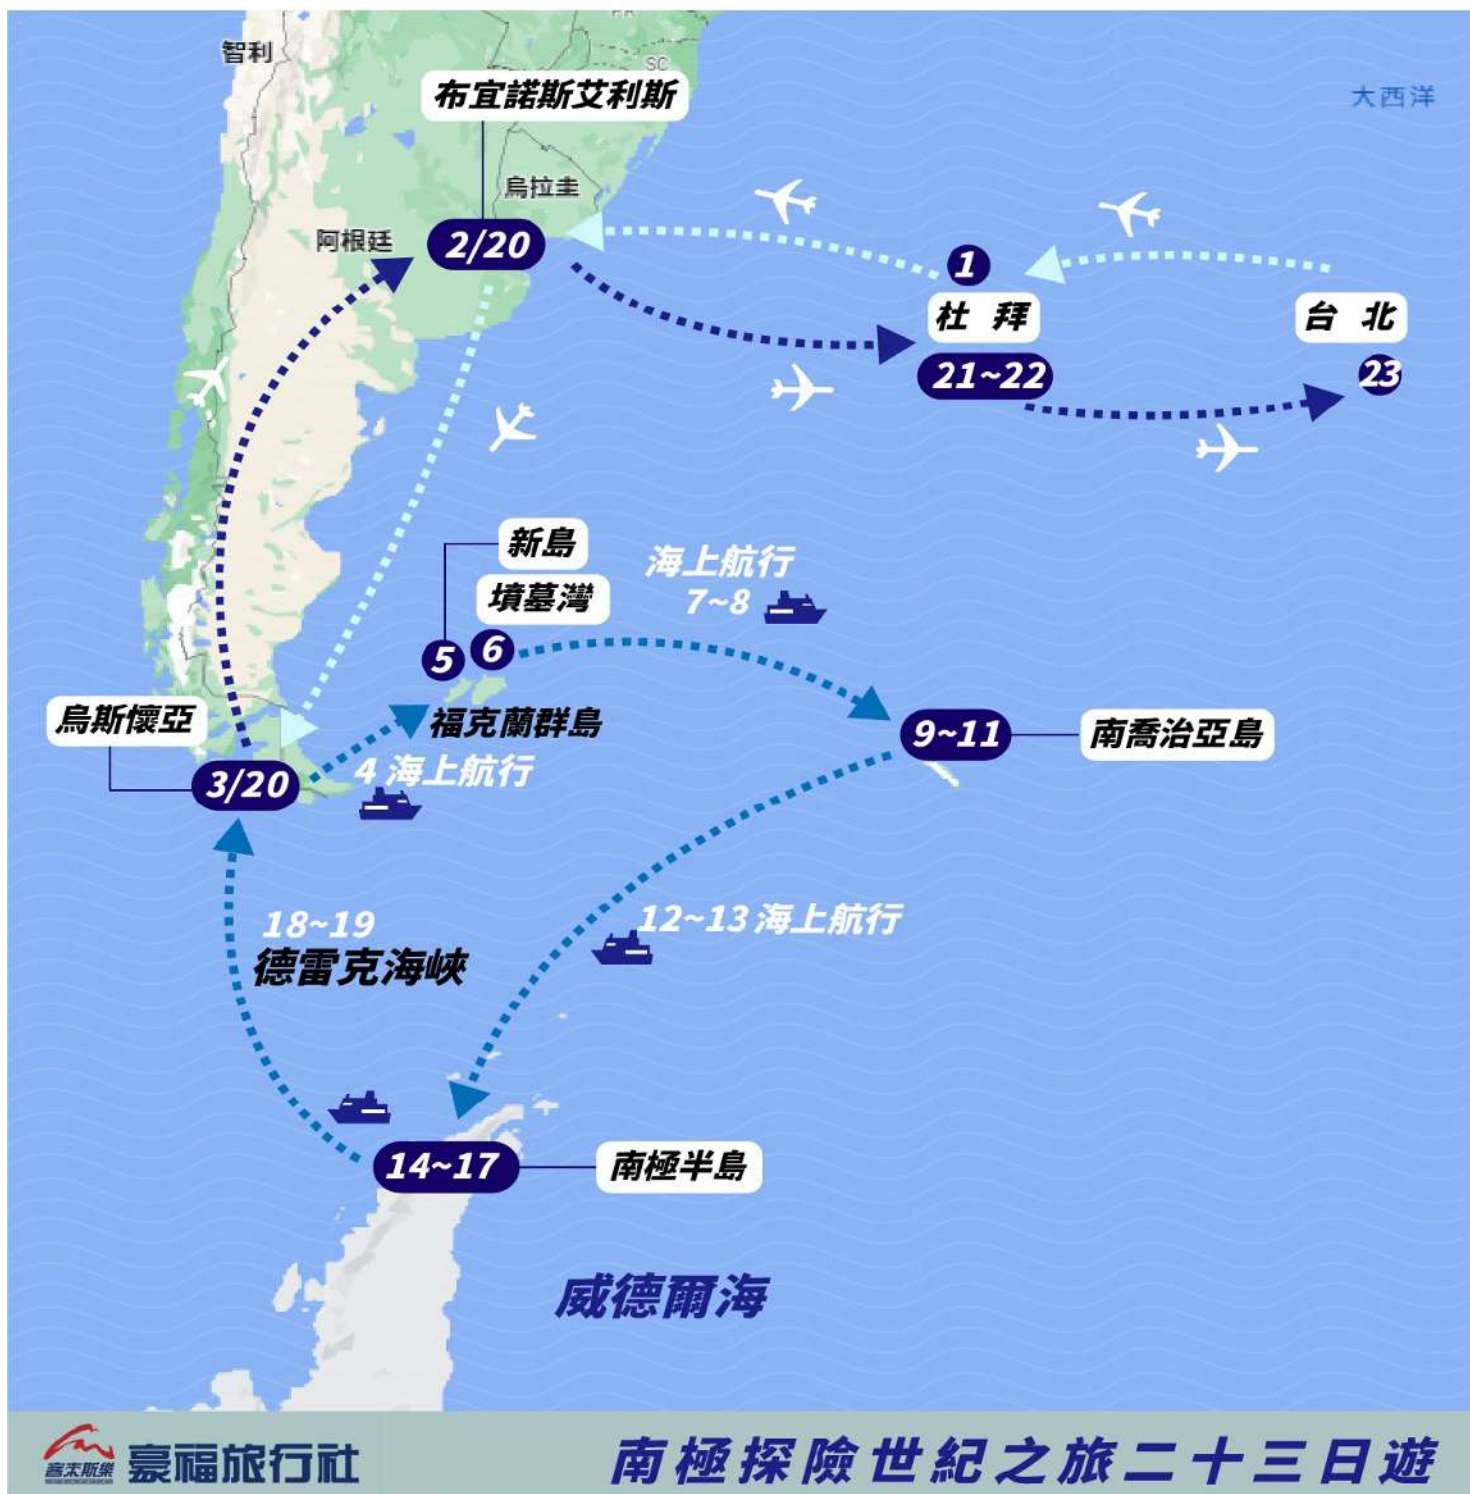 智利
SC
布宜諾斯艾利斯
大西洋
烏拉圭
阿根廷
2/20
1
杜拜
台北
21~22
23
新島
海上航行
7~8
墳墓灣
5
6
烏斯懷亞
福克蘭群島
9~11
南喬治亞島
3/20
4 海上航行
18~19
德雷克海峽
12~13 海上航行
14~17
南極半島
威德爾海
喜末斯樂
豪福旅行社
南極探險世紀之旅二十三日遊